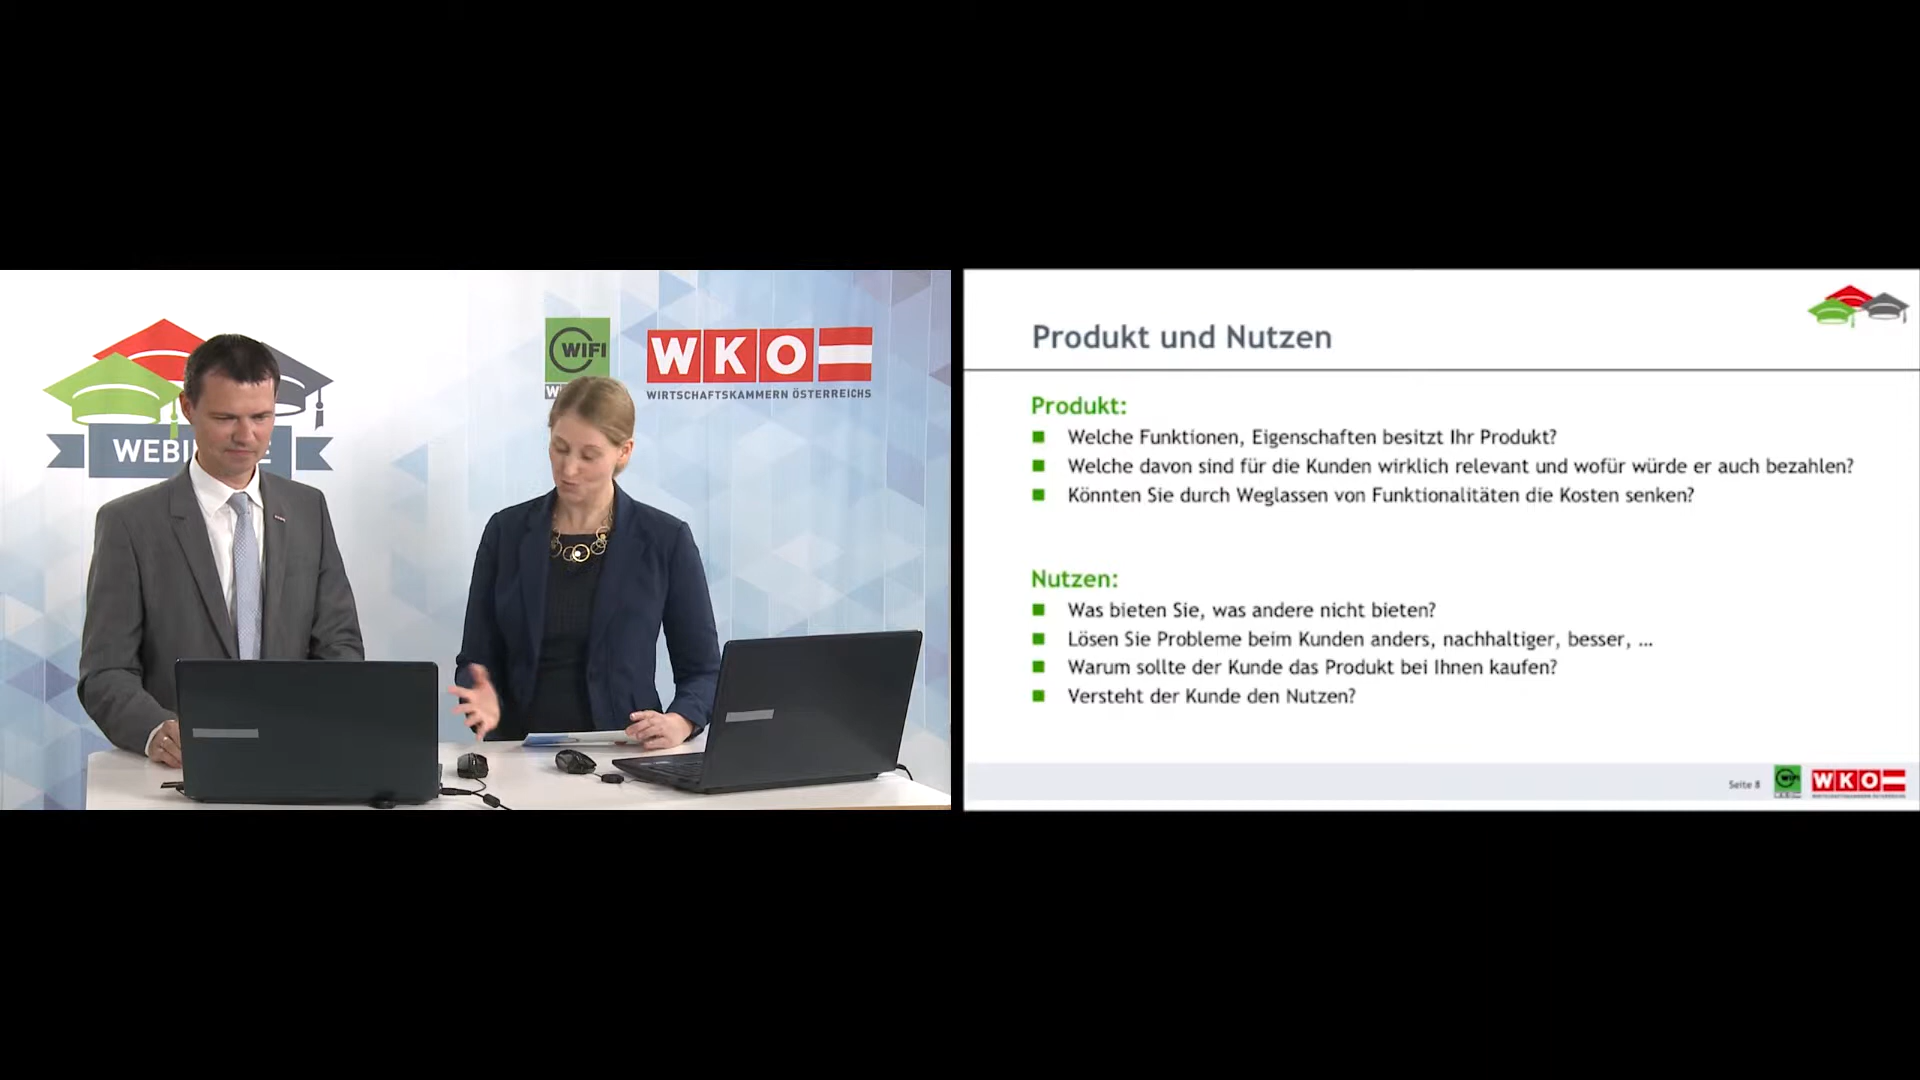 WIFI
WKO
WIRTSCHAFTSKAMMERN ÖSTERREICHS
Produkt und Nutzen
Produkt:
Welche Funktionen, Eigenschaften besitzt Ihr Produkt?
Welche davon sind für die Kunden wirklich relevant und wofür würde er auch bezahlen?
Könnten Sie durch Weglassen von Funktionalitäten die Kosten senken?
Nutzen:
Was bieten Sie, was andere nicht bieten?
Lösen Sie Probleme beim Kunden anders, nachhaltiger, besser, ...
Warum sollte der Kunde das Produkt bei Ihnen kaufen?
Versteht der Kunde den Nutzen?
Seite 8
WIFI
WKO